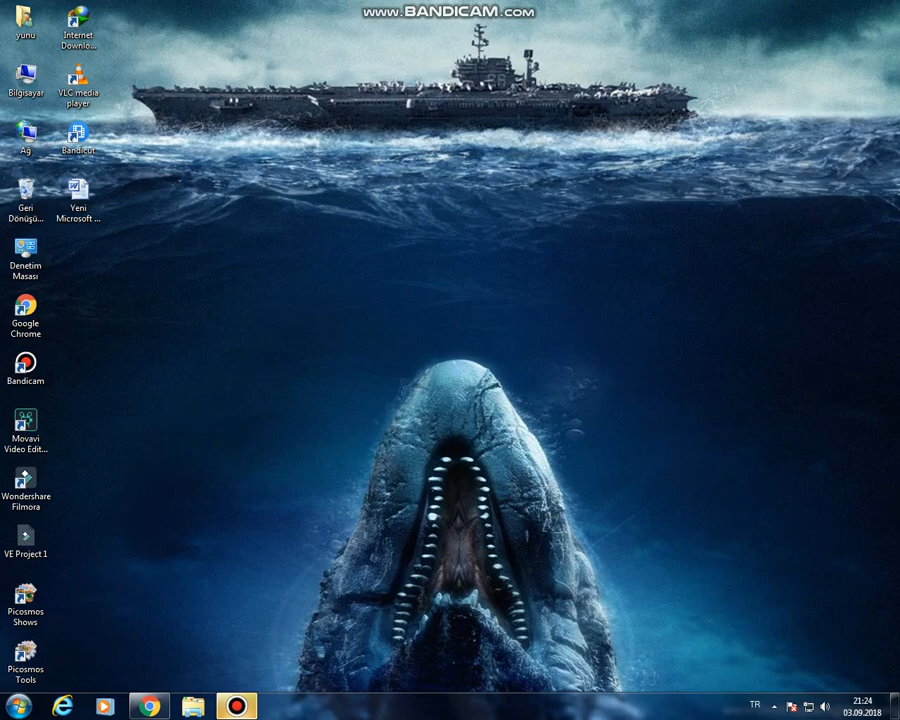 www.BANDICAM.com
yunu
Internet
Downlo...
Bilgisayar
VLC media
player
Ağ
Bandicut
Geri
Dönüşü...
Yeni
Microsoft ...
Denetim
Masası
Google
Chrome
Bandicam
Movavi
Video Edit...
Wondershare
Filmora
VE Project 1
Picosmos
Shows
Picosmos
Tools
TR
21:24
03.09.2018